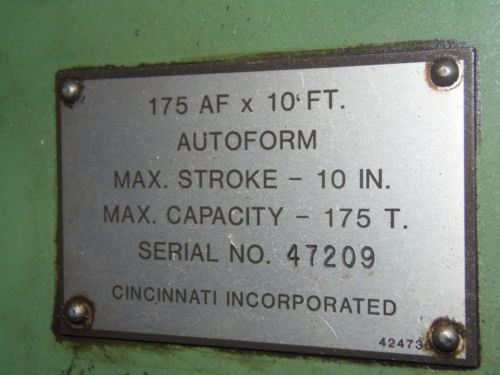 175 AF x 10' FT.
AUTOFORM
MAX. STROKE - 10 IN.
MAX. CAPACITY - 175 T.
SERIAL NO. 47209
CINCINNATI INCORPORATED